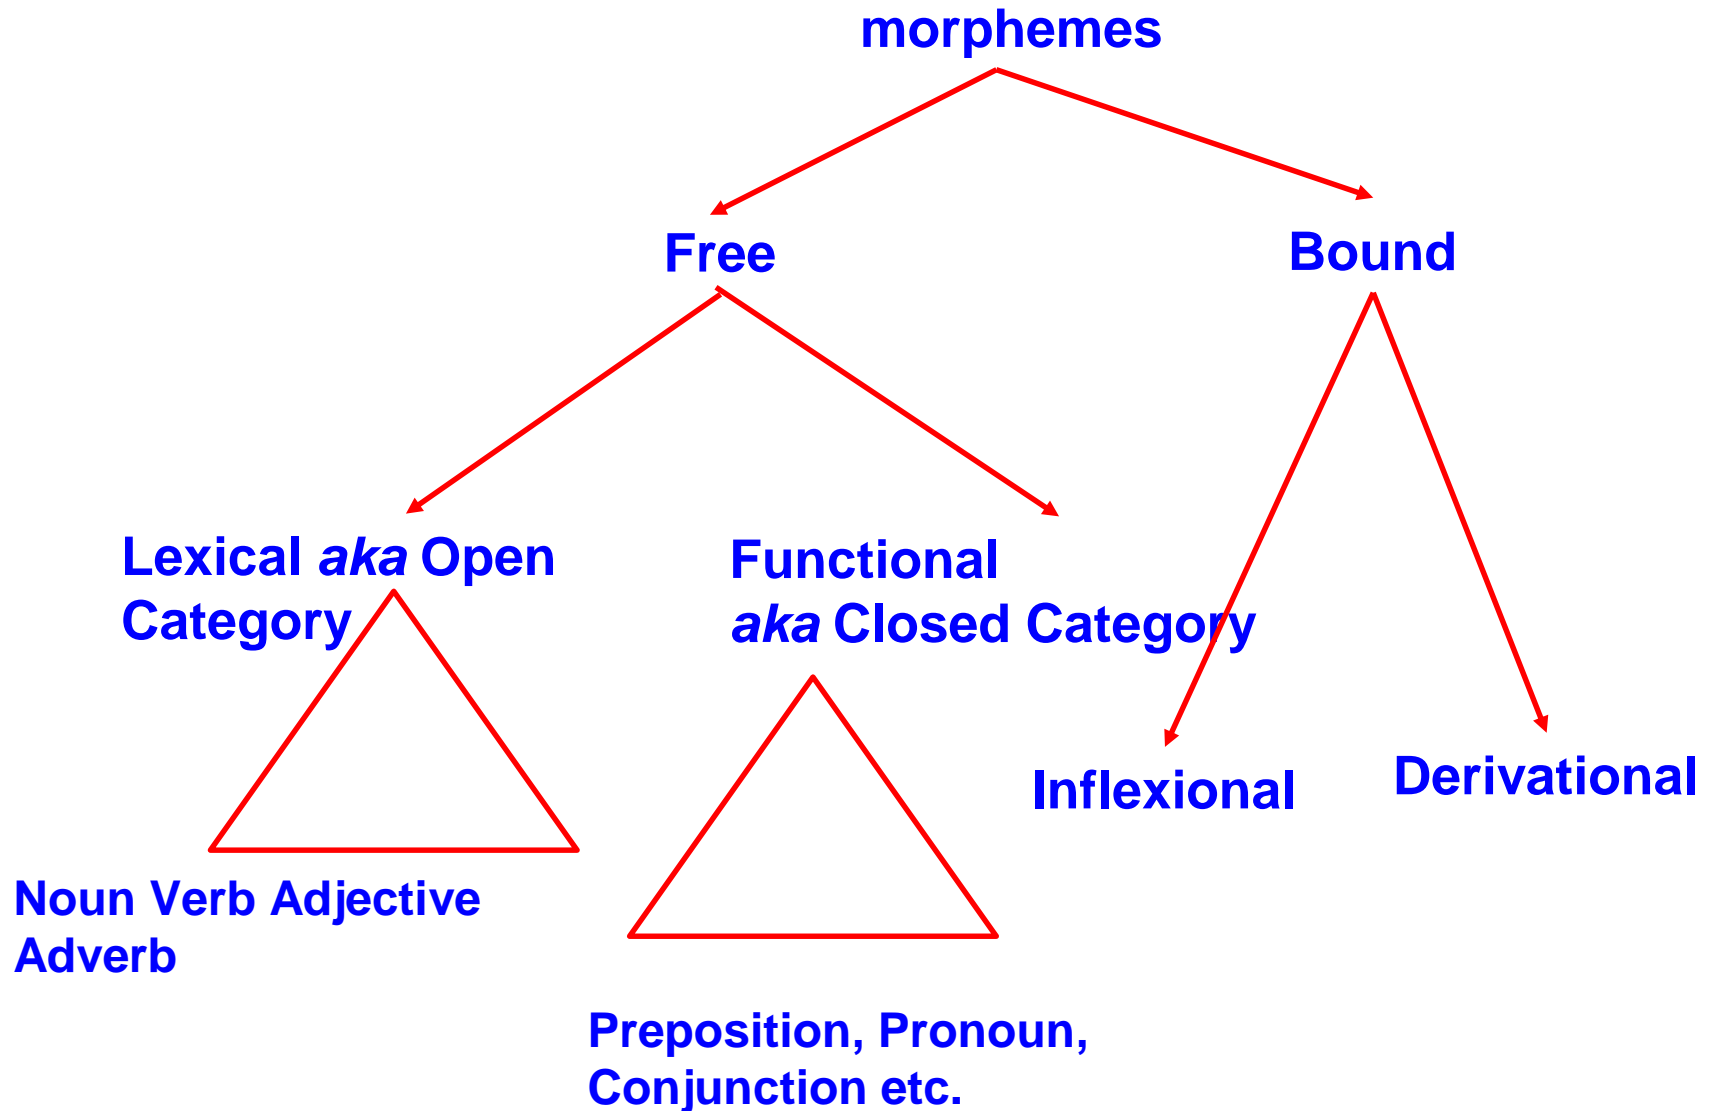 morphemes
Free
Bound
Lexical aka Open
Category
Functional
aka Closed Category
Inflexional
Derivational
Noun Verb Adjective
Adverb
Preposition, Pronoun,
Conjunction etc.